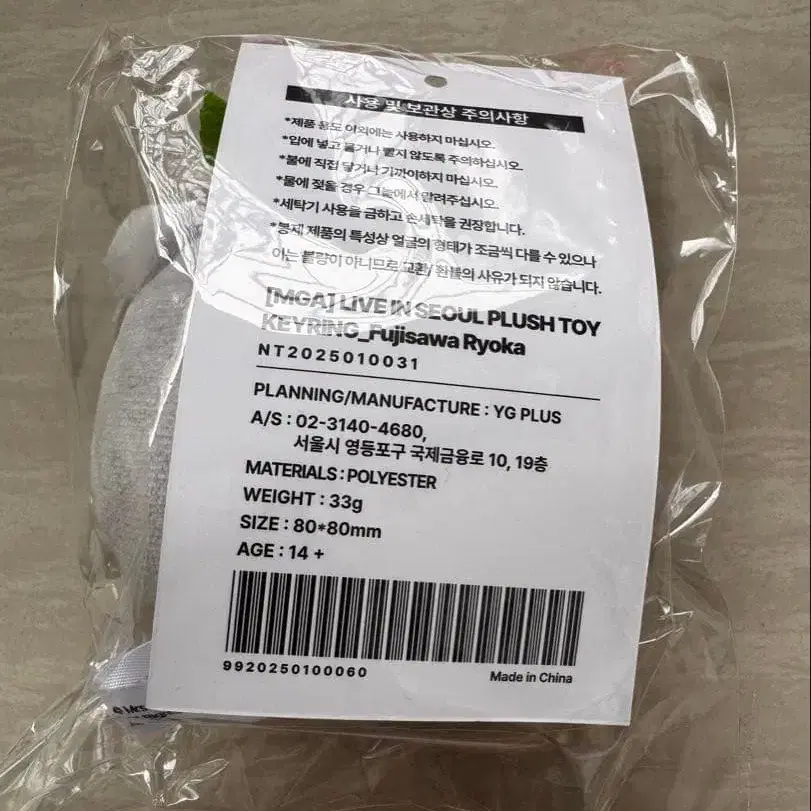 사용 및 보관상 주의사항
*제품 용도 이외에는 사용하지 마십시오.
*입에 넣고 물거나 빨지 않도록 주의하십시오.
*불에 직접 닿거나 가까이하지 마십시오.
*물에 젖을 경우 그늘에서 말려주십시오.
*세탁기 사용을 금하고 손세탁을 권장합니다.
*봉제 제품의 특성상 얼굴의 형태가 조금씩 다를 수 있으나
이는 불량이 아니므로 교환/ 환불의 사유가 되지 않습니다.
[MGA] LIVE IN SEOUL PLUSH TOY
KEYRING_Fujisawa Ryoka
NT2025010031
PLANNING/MANUFACTURE : YG PLUS
A/S : 02-3140-4680,
서울시 영등포구 국제금융로 10, 19층
MATERIALS : POLYESTER
WEIGHT : 33g
SIZE : 80*80mm
AGE : 14 +
9920250100060
Made in China